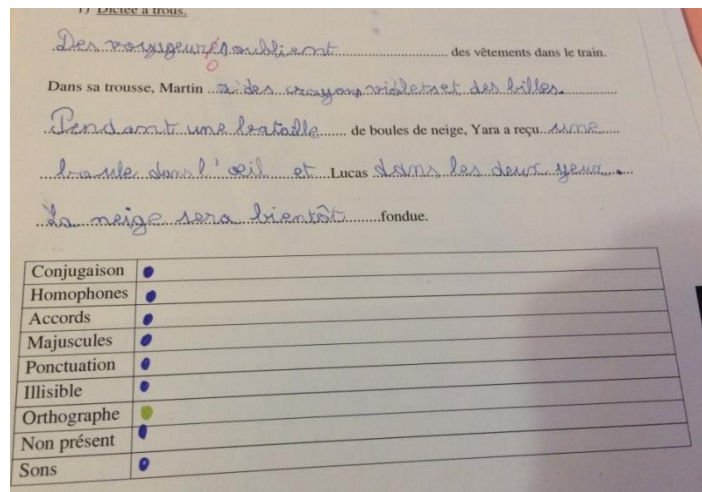 1) Dictée à trous.
Des voyageurs oublient des vêtements dans le train.
Dans sa trousse, Martin a des crayons violets et des billes.
Pendant une bataille de boules de neige, Yara a reçu une
boule dans l'œil et Lucas dans les deux yeux.
La neige sera bientôt fondue.
Conjugaison
Homophones
Accords
Majuscules
Ponctuation
Illisible
Orthographe
Non présent
Sons